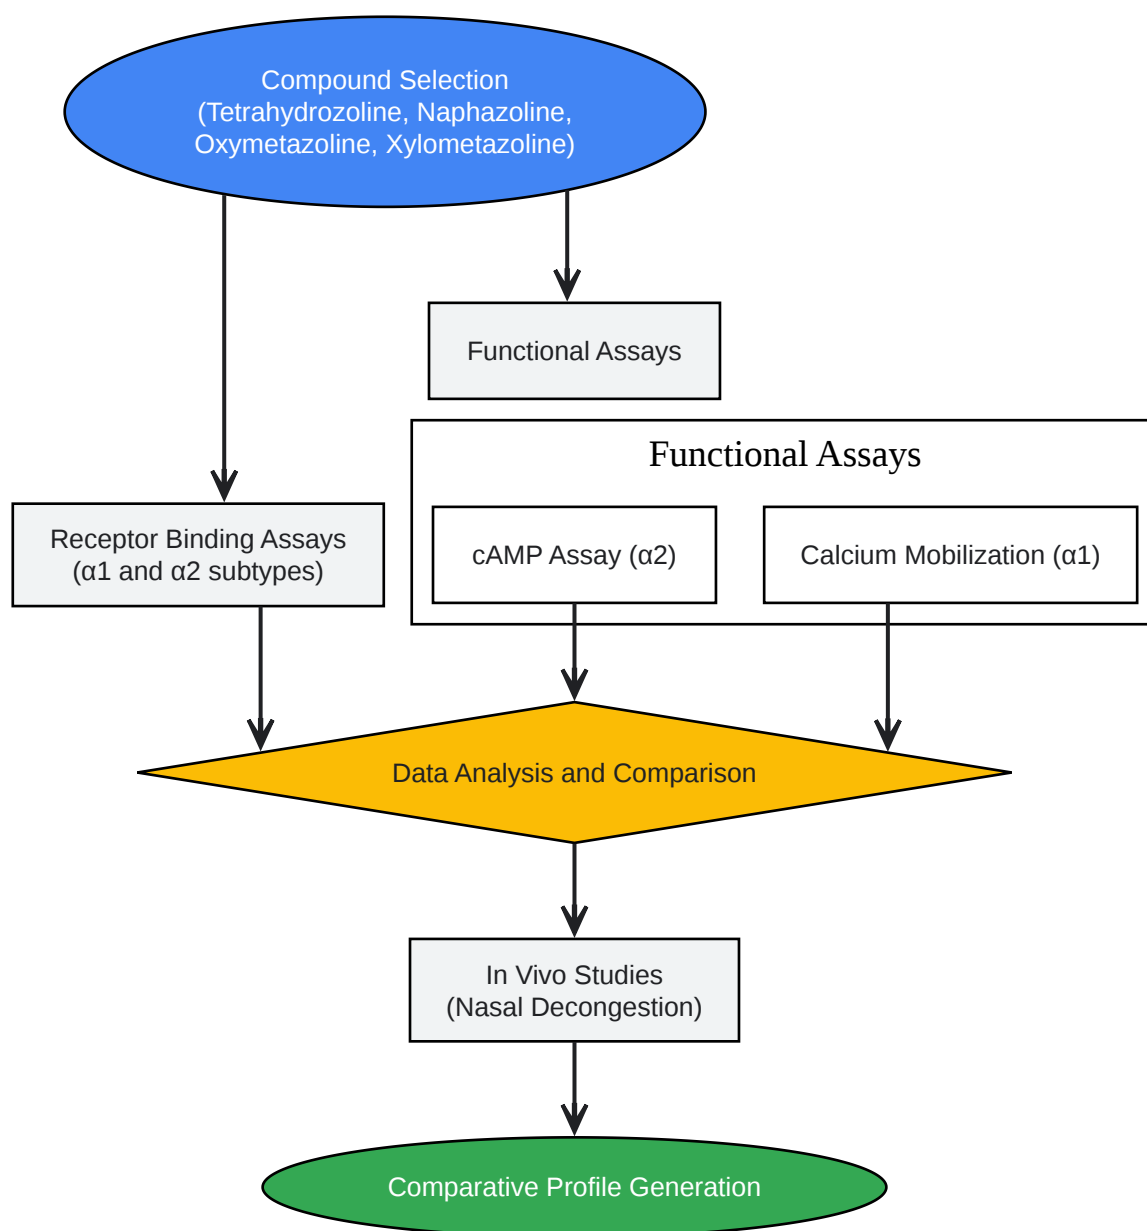 Compound Selection
(Tetrahydrozoline, Naphazoline,
Oxymetazoline, Xylometazoline)
Functional Assays
Functional Assays
Receptor Binding Assays
(α1 and α2 subtypes)
cAMP Assay (α2)
Calcium Mobilization (α1)
Data Analysis and Comparison
In Vivo Studies
(Nasal Decongestion)
Comparative Profile Generation